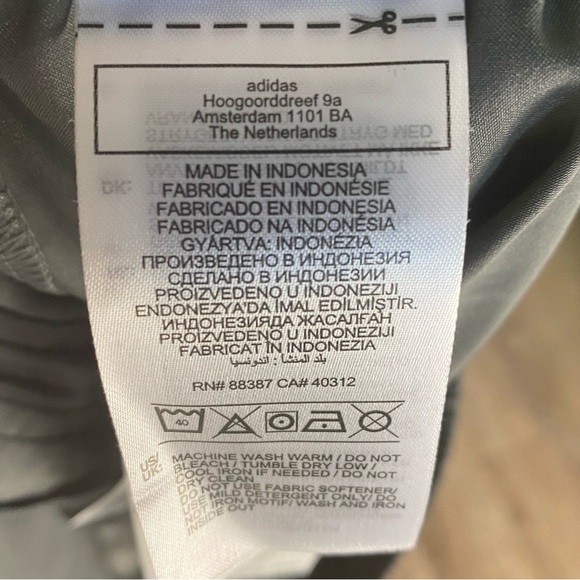 adidas
Hoogoorddreef 9a
Amsterdam 1101 BA
The Netherlands
MADE IN INDONESIA
FABRIQUÉ EN INDONÉSIE
FABRICADO EN INDONESIA
FABRICADO NA INDONÉSIA
GYÁRTVA: INDONÉZIA
ПРОИЗВЕДЕНО В ИНДОНЕЗИЯ
СДЕЛАНО В ИНДОНЕЗИИ
PROIZVEDENO U INDONEZIJI
ENDONEZYA'DA İMAL EDİLMİŞTİR.
ИНДОНЕЗИЯДА ЖАСАЛҒАН
PROIZVEDENO U INDONEZIJI
FABRICAT ÎN INDONEZIA
بلد المنشأ : اندونسيا
RN# 88387 CA# 40312
40
US/
UK:
MACHINE WASH WARM / DO NOT
BLEACH / TUMBLE DRY LOW /
COOL IRON IF NEEDED / DO NOT
DRY CLEAN
DO NOT USE FABRIC SOFTENER/
USE MILD DETERGENT ONLY/ DO
NOT IRON MOTIF/ WASH AND IRON
INSIDE OUT